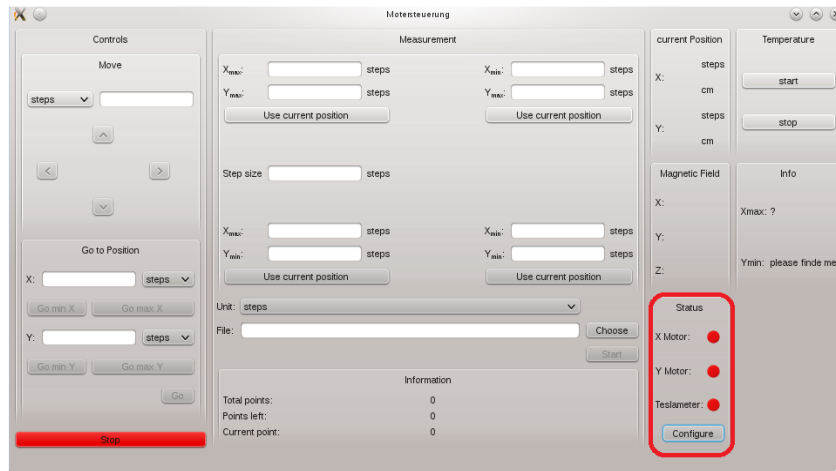 Motersteuerung
Controls
Move
steps
Go to Position
X: steps
Go min X Go max X
Y: steps
Go min Y Go max Y
Go
Stop
Measurement
Xmax: steps Xmin: steps
Ymax: steps Ymax: steps
Use current position Use current position
Step size steps
Xmax: steps Xmin: steps
Ymin: steps Ymin: steps
Use current position Use current position
Unit: steps
File: Choose
Start
Information
Total points: 0
Points left: 0
Current point: 0
current Position
steps
X:
cm
steps
Y:
cm
Magnetic Field
X:
Y:
Z:
Status
X Motor:
Y Motor:
Teslameter:
Configure
Temperature
start
stop
Info
Xmax: ?
Ymin: please finde me